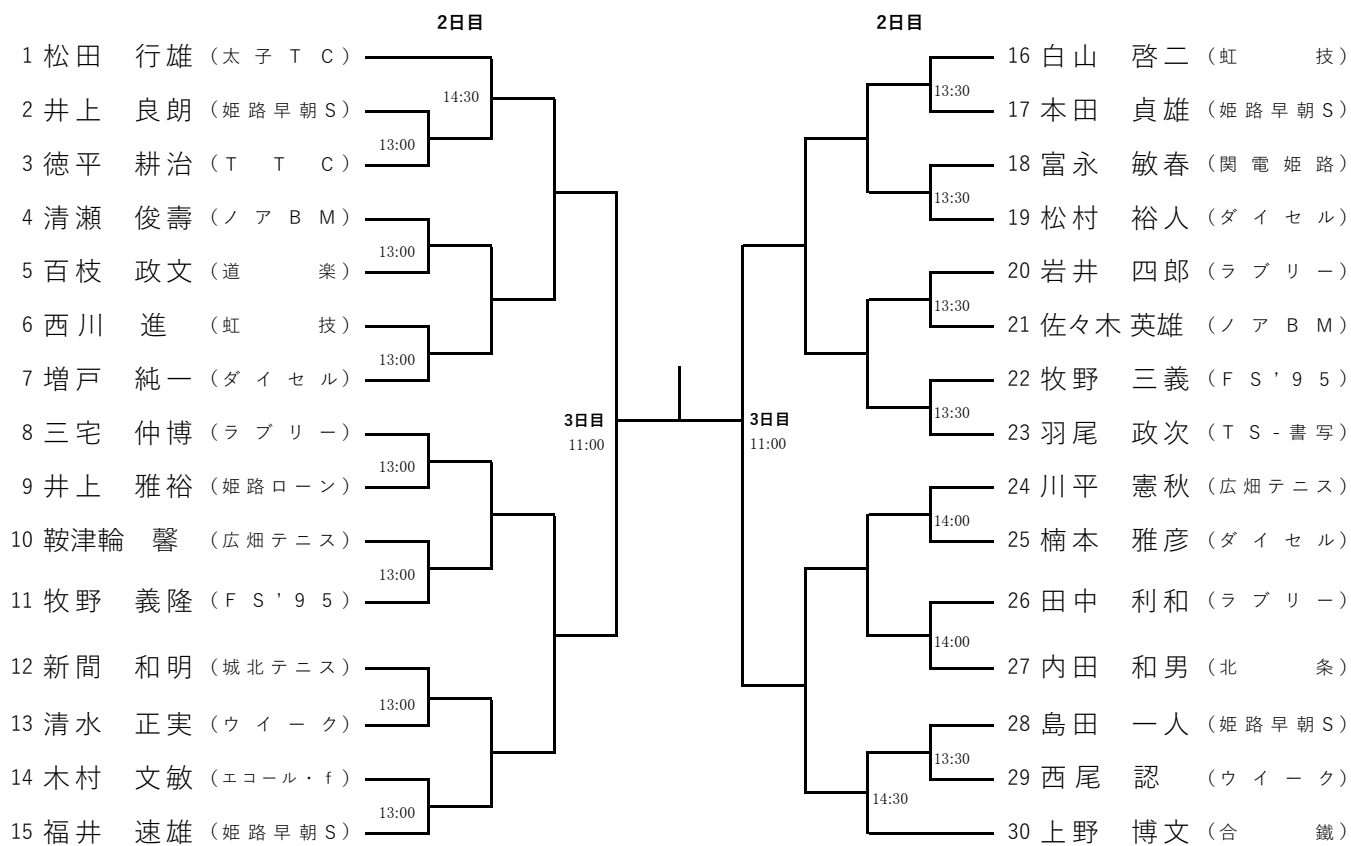 2日目
1 松田 行雄 (太子TC)
14:30
2 井上 良朗 (姫路早朝S)
13:00
3 徳平 耕治 (TTC)
4 清瀬 俊壽 (ノアBM)
13:00
5 百枝 政文 (道楽)
6 西川 進 (虹技)
13:00
7 増戸 純一 (ダイセル)
8 三宅 仲博 (ラブリー)
13:00
9 井上 雅裕 (姫路ローン)
10 鞍津輪 馨 (広畑テニス)
13:00
11 牧野 義隆 (FS’95)
12 新間 和明 (城北テニス)
13:00
13 清水 正実 (ウイーク)
14 木村 文敏 (エコール・f)
13:00
15 福井 速雄 (姫路早朝S)
3日目
11:00
2日目
16 白山 啓二 (虹技)
13:30
17 本田 貞雄 (姫路早朝S)
18 富永 敏春 (関電姫路)
13:30
19 松村 裕人 (ダイセル)
20 岩井 四郎 (ラブリー)
13:30
21 佐々木 英雄 (ノアBM)
22 牧野 三義 (FS’95)
13:30
23 羽尾 政次 (TS-書写)
24 川平 憲秋 (広畑テニス)
14:00
25 楠本 雅彦 (ダイセル)
26 田中 利和 (ラブリー)
14:00
27 内田 和男 (北条)
28 島田 一人 (姫路早朝S)
13:30
29 西尾 認 (ウイーク)
14:30
30 上野 博文 (合鐵)
3日目
11:00